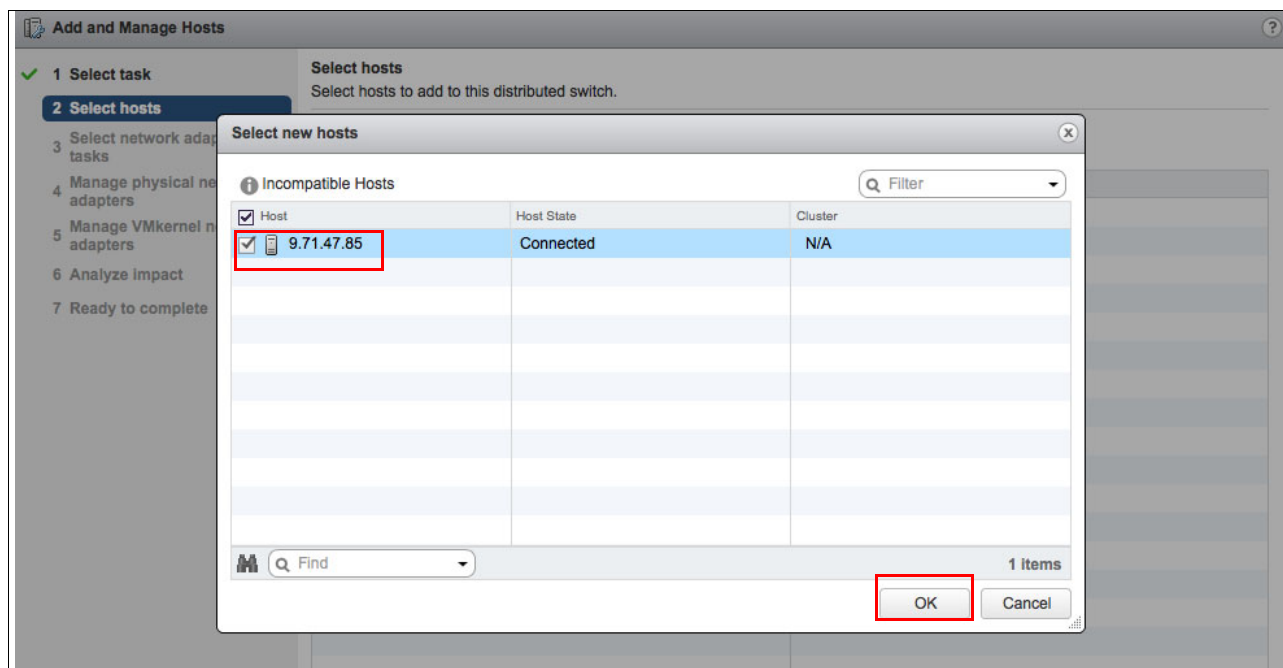 Add and Manage Hosts
?
1 Select task
2 Select hosts
3 Select network adap
tasks
4 Manage physical ne
adapters
5 Manage VMkernel n
adapters
6 Analyze impact
7 Ready to complete
Select hosts
Select hosts to add to this distributed switch.
Select new hosts
Incompatible Hosts
Filter
Host Host State Cluster
9.71.47.85 Connected N/A
Find
1 items
OK Cancel